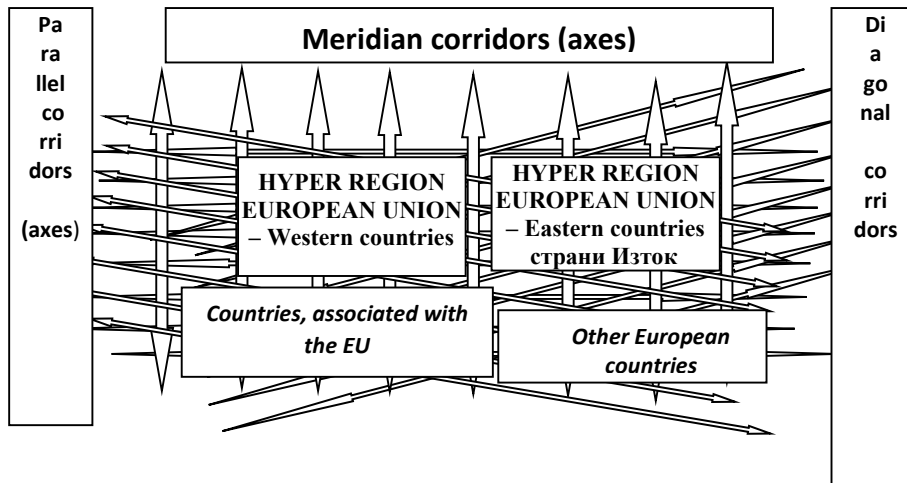 Meridian corridors (axes)
Pa
ra
llel
co
rri
dors
(axes)
Di
a
go
nal
co
rri
dors
HYPER REGION
EUROPEAN UNION
– Western countries
HYPER REGION
EUROPEAN UNION
– Eastern countries
страни Изток
Countries, associated with
the EU
Other European
countries